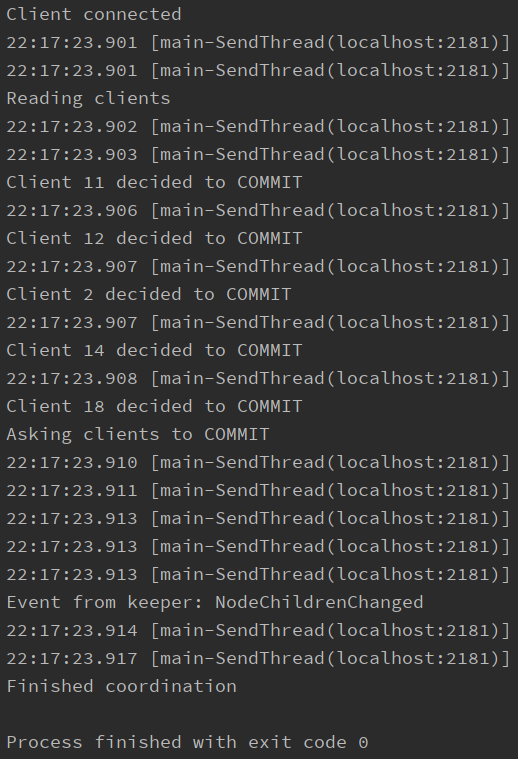 Client connected
22:17:23.901 [main-SendThread(localhost:2181)]
22:17:23.901 [main-SendThread(localhost:2181)]
Reading clients
22:17:23.902 [main-SendThread(localhost:2181)]
22:17:23.903 [main-SendThread(localhost:2181)]
Client 11 decided to COMMIT
22:17:23.906 [main-SendThread(localhost:2181)]
Client 12 decided to COMMIT
22:17:23.907 [main-SendThread(localhost:2181)]
Client 2 decided to COMMIT
22:17:23.907 [main-SendThread(localhost:2181)]
Client 14 decided to COMMIT
22:17:23.908 [main-SendThread(localhost:2181)]
Client 18 decided to COMMIT
Asking clients to COMMIT
22:17:23.910 [main-SendThread(localhost:2181)]
22:17:23.911 [main-SendThread(localhost:2181)]
22:17:23.913 [main-SendThread(localhost:2181)]
22:17:23.913 [main-SendThread(localhost:2181)]
22:17:23.913 [main-SendThread(localhost:2181)]
Event from keeper: NodeChildrenChanged
22:17:23.914 [main-SendThread(localhost:2181)]
22:17:23.917 [main-SendThread(localhost:2181)]
Finished coordination
Process finished with exit code 0